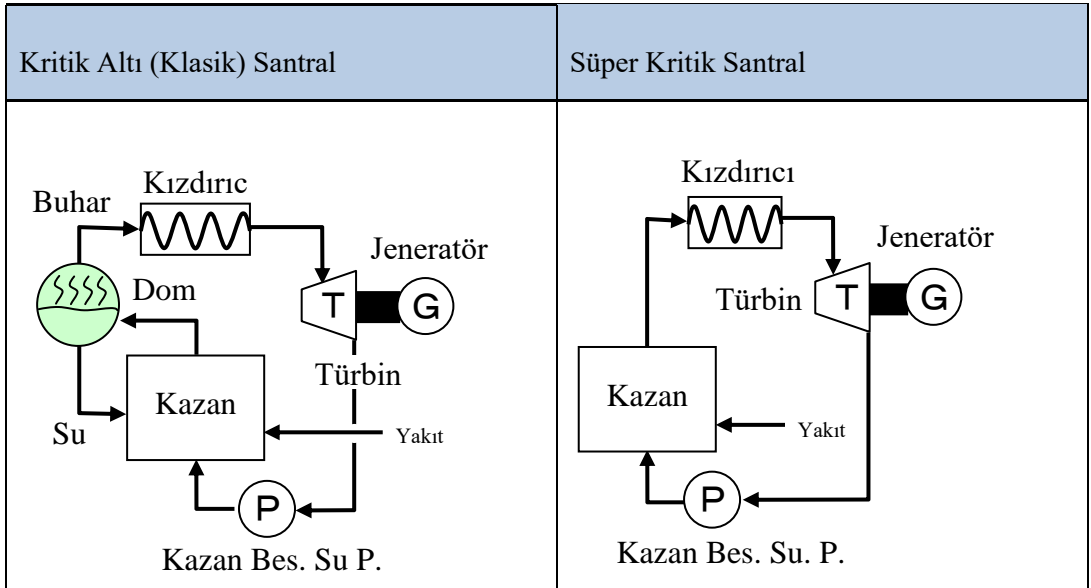 Kritik Altı (Klasik) Santral
Süper Kritik Santral
Buhar
Kızdırıc
Jeneratör
Dom
T
G
Türbin
Kazan
Su
Yakıt
P
Kazan Bes. Su P.
Kızdırıcı
Jeneratör
Türbin
T
G
Kazan
Yakıt
P
Kazan Bes. Su. P.